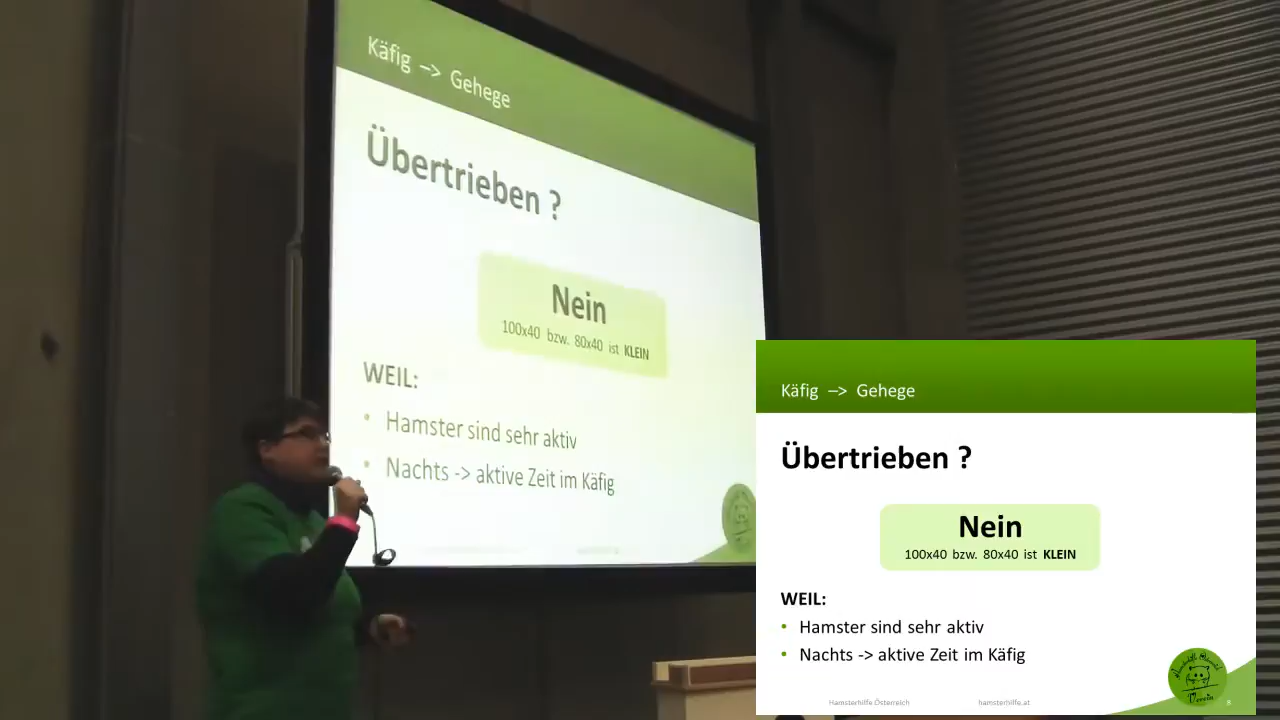 Käfig –> Gehege
Übertrieben ?
Nein
100x40 bzw. 80x40 ist KLEIN
WEIL:
• Hamster sind sehr aktiv
• Nachts -> aktive Zeit im Käfig
Käfig –> Gehege
Übertrieben ?
Nein
100x40 bzw. 80x40 ist KLEIN
WEIL:
• Hamster sind sehr aktiv
• Nachts -> aktive Zeit im Käfig
Verein
Hamsterhilfe Österreich hamsterhilfe.at 8